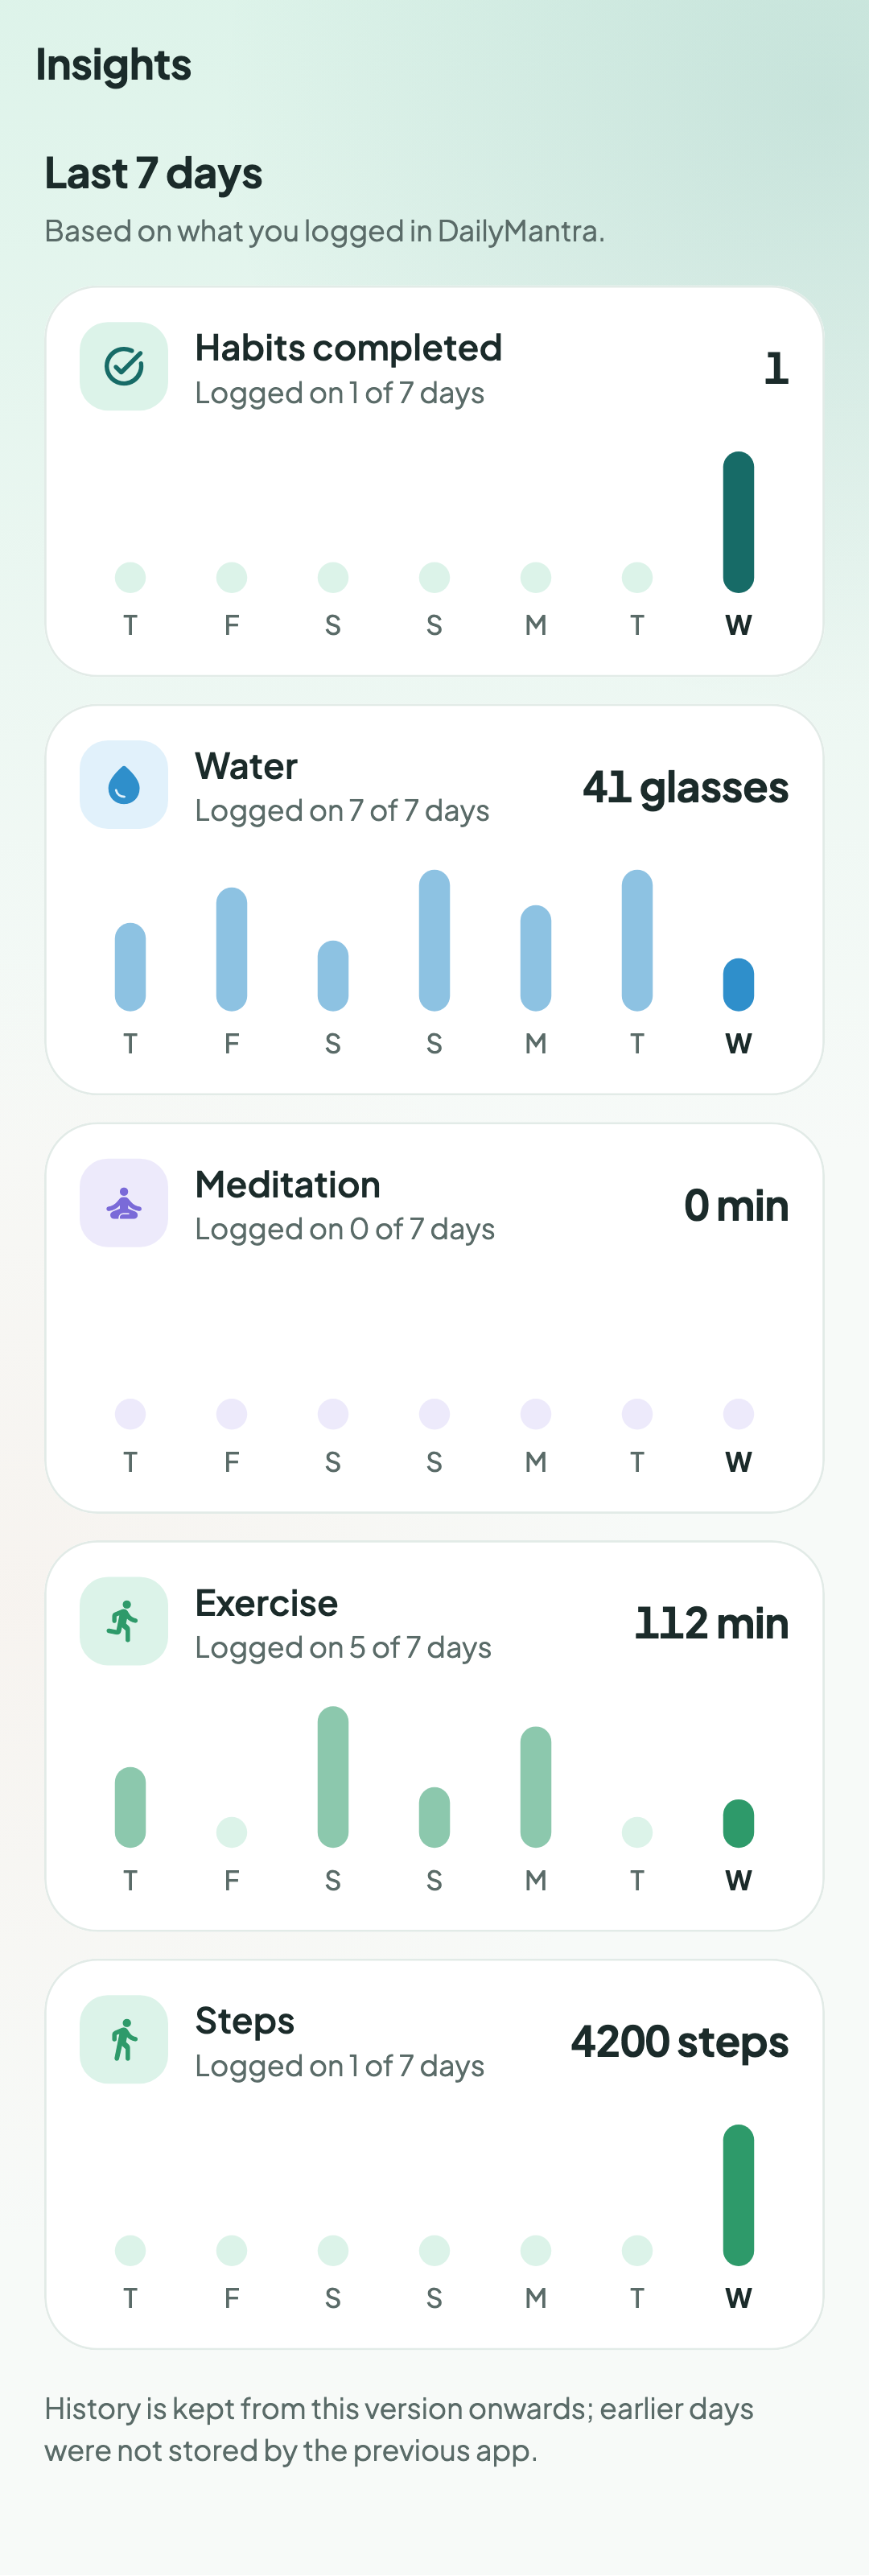 Insights
Last 7 days
Based on what you logged in DailyMantra.
Habits completed
Logged on 1 of 7 days
1
T F S S M T W
Water
Logged on 7 of 7 days
41 glasses
T F S S M T W
Meditation
Logged on 0 of 7 days
0 min
T F S S M T W
Exercise
Logged on 5 of 7 days
112 min
T F S S M T W
Steps
Logged on 1 of 7 days
4200 steps
T F S S M T W
History is kept from this version onwards; earlier days
were not stored by the previous app.